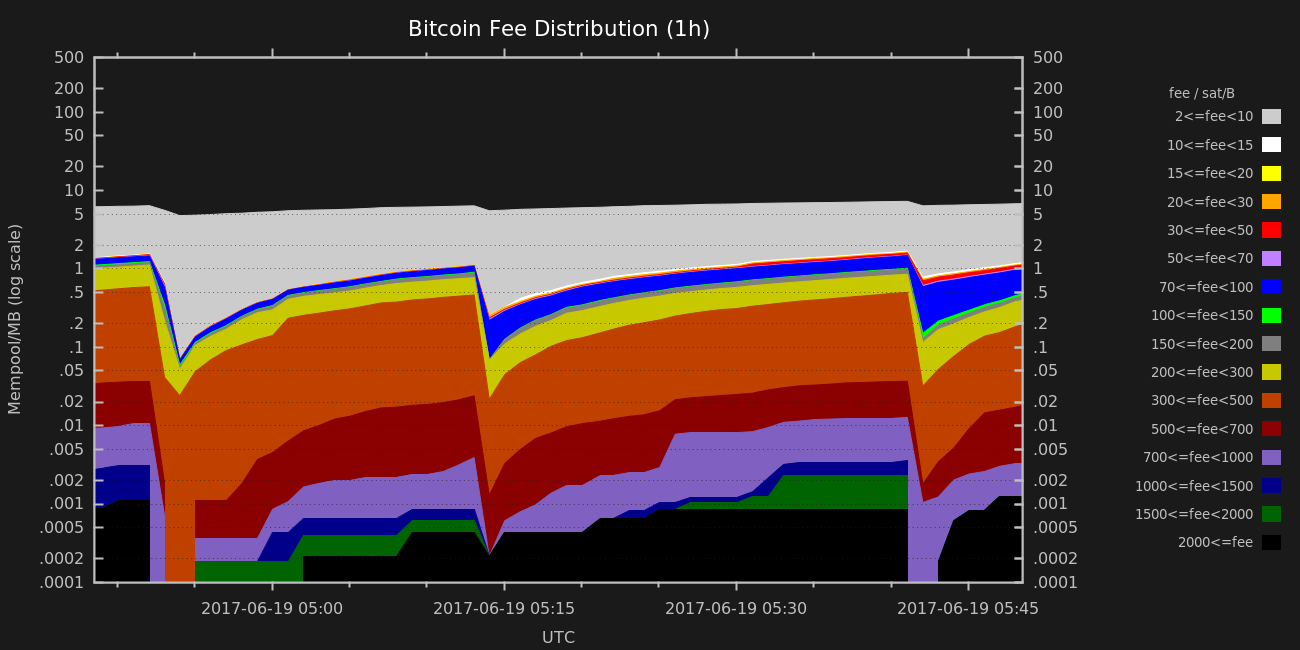 Bitcoin Fee Distribution (1h)
Mempool/MB (log scale)
500
200
100
50
20
10
5
2
1
.5
.2
.1
.05
.02
.01
.005
.002
.001
.0005
.0002
.0001
500
200
100
50
20
10
5
2
1
.5
.2
.1
.05
.02
.01
.005
.002
.001
.0005
.0002
.0001
2017-06-19 05:00
2017-06-19 05:15
2017-06-19 05:30
2017-06-19 05:45
UTC
fee / sat/B
2<=fee<10
10<=fee<15
15<=fee<20
20<=fee<30
30<=fee<50
50<=fee<70
70<=fee<100
100<=fee<150
150<=fee<200
200<=fee<300
300<=fee<500
500<=fee<700
700<=fee<1000
1000<=fee<1500
1500<=fee<2000
2000<=fee